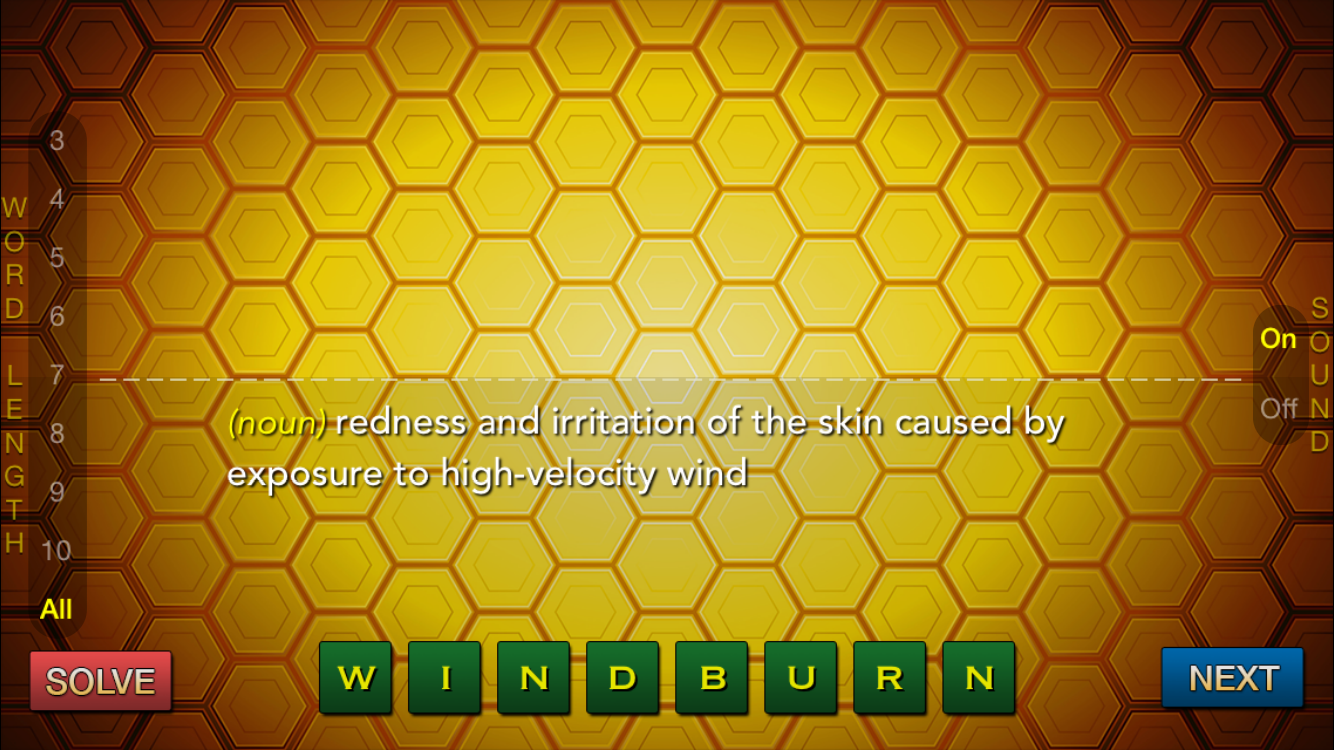 WORD LENGTH
3
4
5
6
7
8
9
10
All
(noun) redness and irritation of the skin caused by
exposure to high-velocity wind
SOUND
On
Off
SOLVE
WINDBURN
NEXT